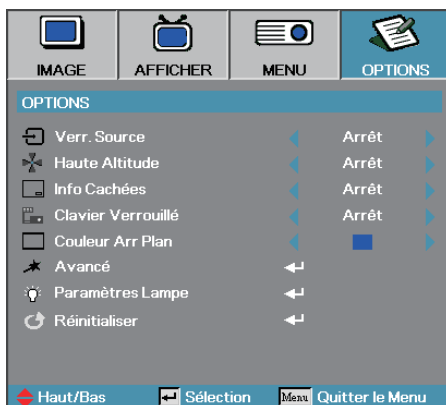 IMAGE AFFICHER MENU OPTIONS
OPTIONS
Verr. Source Arrêt
Haute Altitude Arrêt
Info Cachées Arrêt
Clavier Verrouillé Arrêt
Couleur Arr Plan
Avancé
Paramètres Lampe
Réinitialiser
Haut/Bas Sélection Menu Quitter le Menu